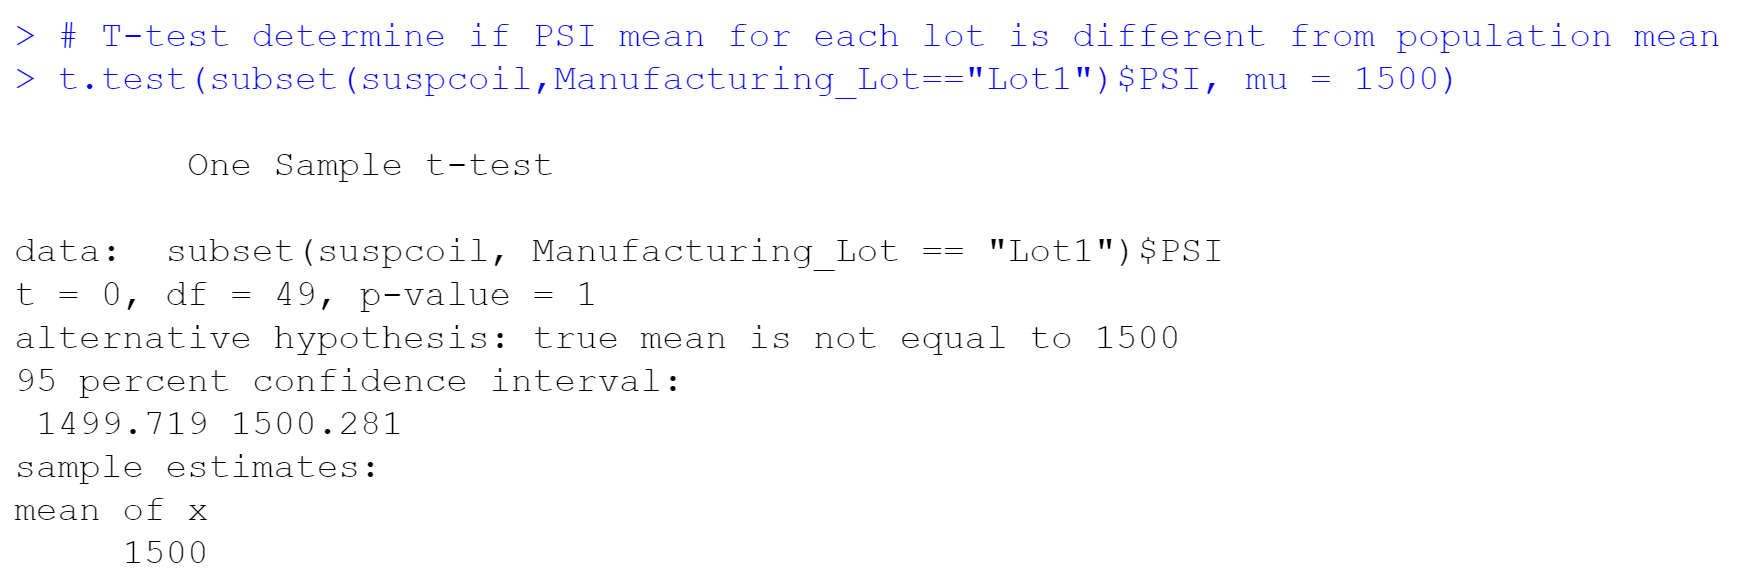 > # T-test determine if PSI mean for each lot is different from population mean
> t.test(subset(suspcoil,Manufacturing_Lot=="Lot1")$PSI, mu = 1500)
One Sample t-test
data:  subset(suspcoil, Manufacturing_Lot == "Lot1")$PSI
t = 0, df = 49, p-value = 1
alternative hypothesis: true mean is not equal to 1500
95 percent confidence interval:
1499.719 1500.281
sample estimates:
mean of x
1500